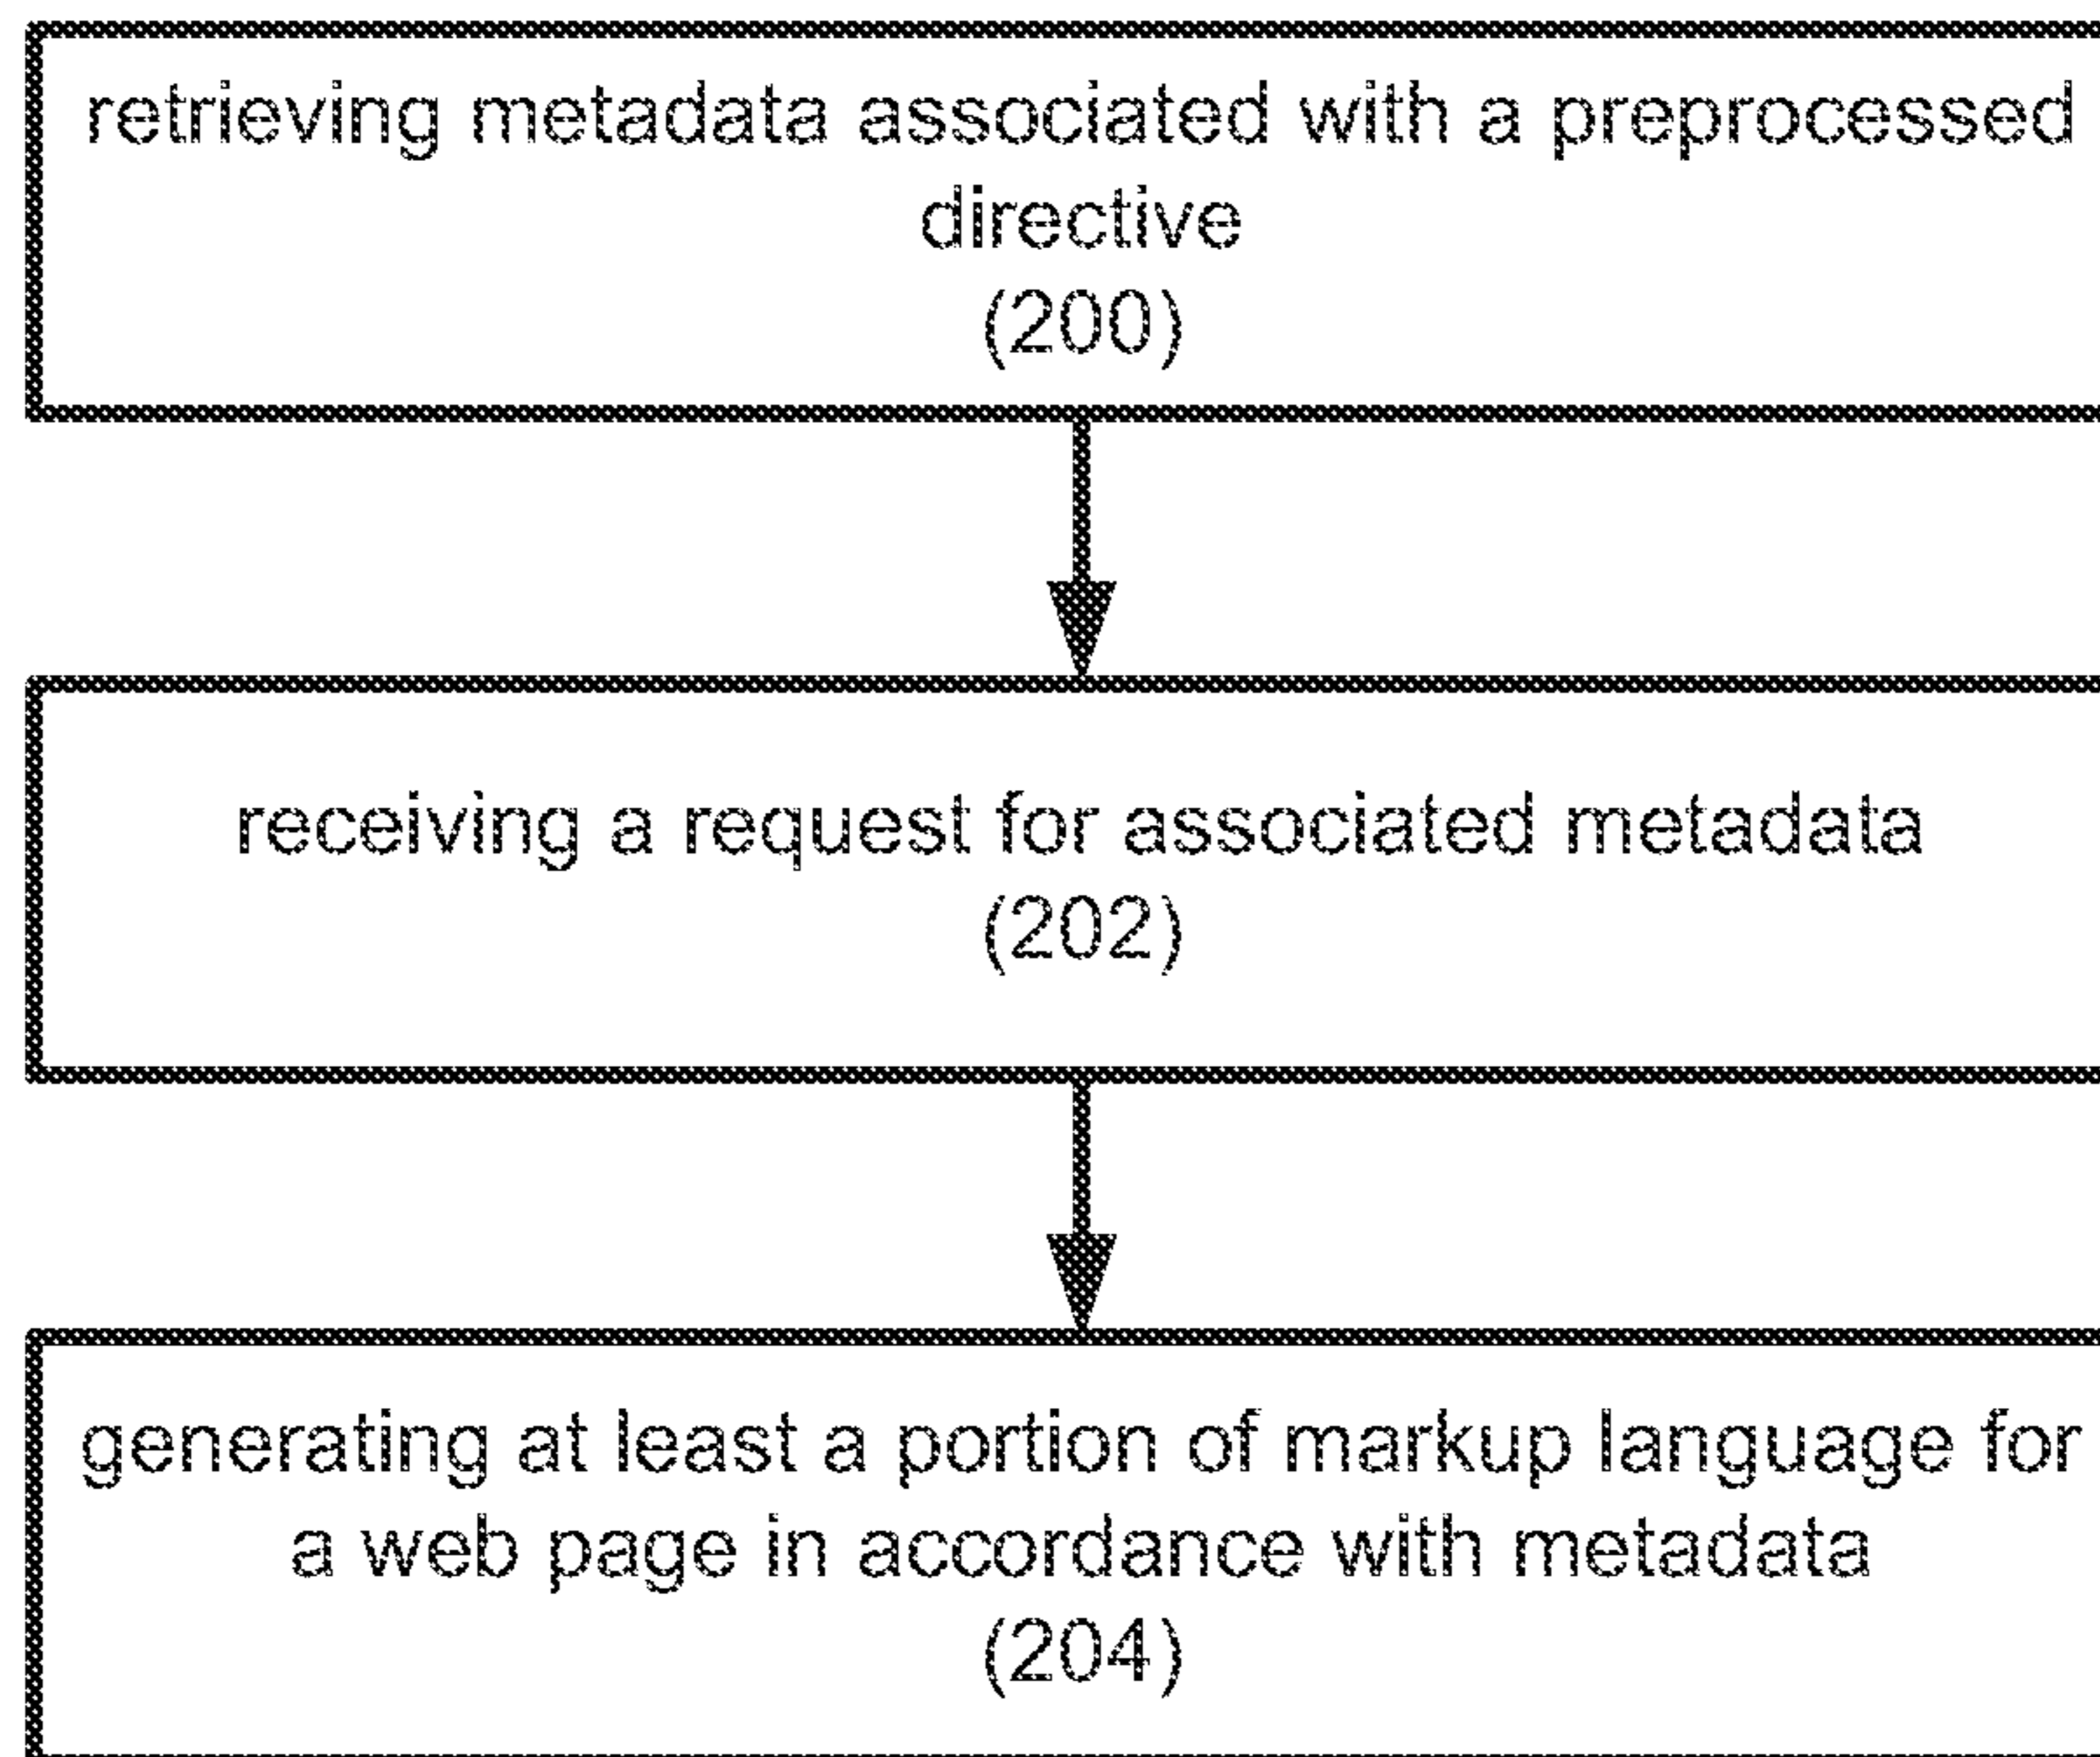 retrieving metadata associated with a preprocessed
directive
(200)
receiving a request for associated metadata
(202)
generating at least a portion of markup language for
a web page in accordance with metadata
(204)